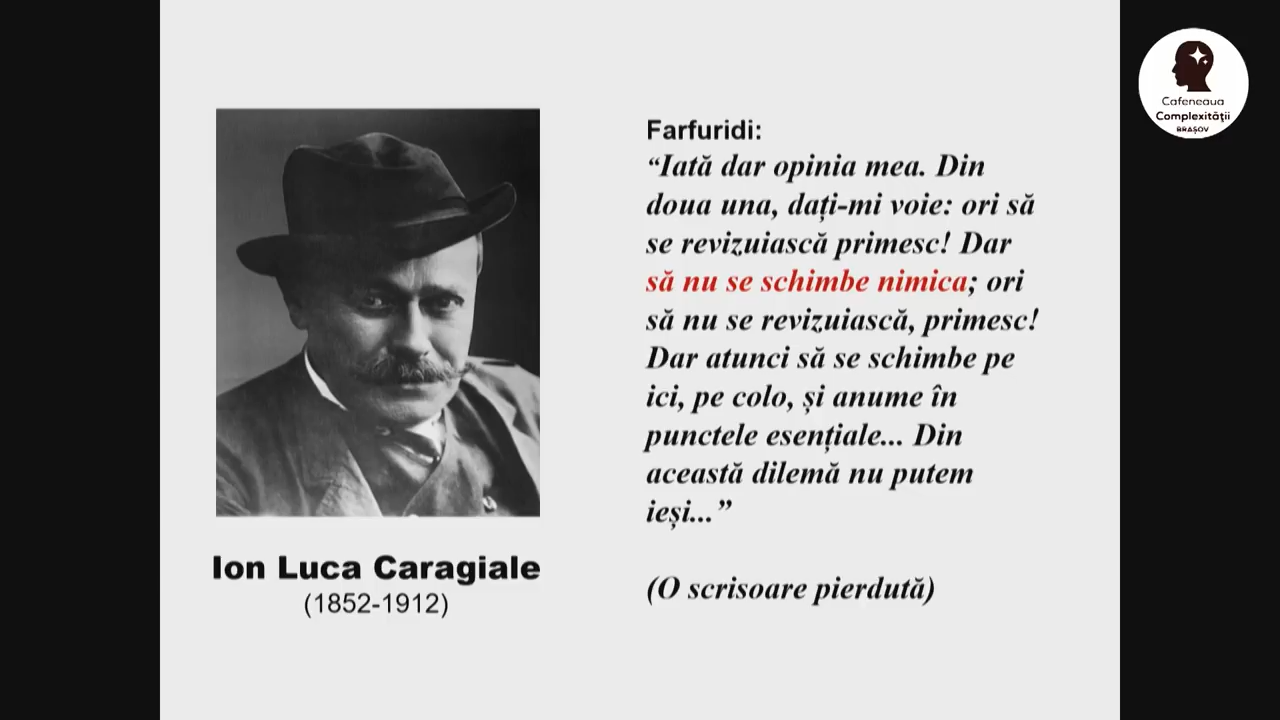 Cafeneaua
Complexității
BRAȘOV
Farfuridi:
“Iată dar opinia mea. Din
doua una, dați-mi voie: ori să
se revizuiască primesc! Dar
să nu se schimbe nimica; ori
să nu se revizuiască, primesc!
Dar atunci să se schimbe pe
ici, pe colo, și anume în
punctele esențiale... Din
această dilemă nu putem
ieși...”
(O scrisoare pierdută)
Ion Luca Caragiale
(1852-1912)